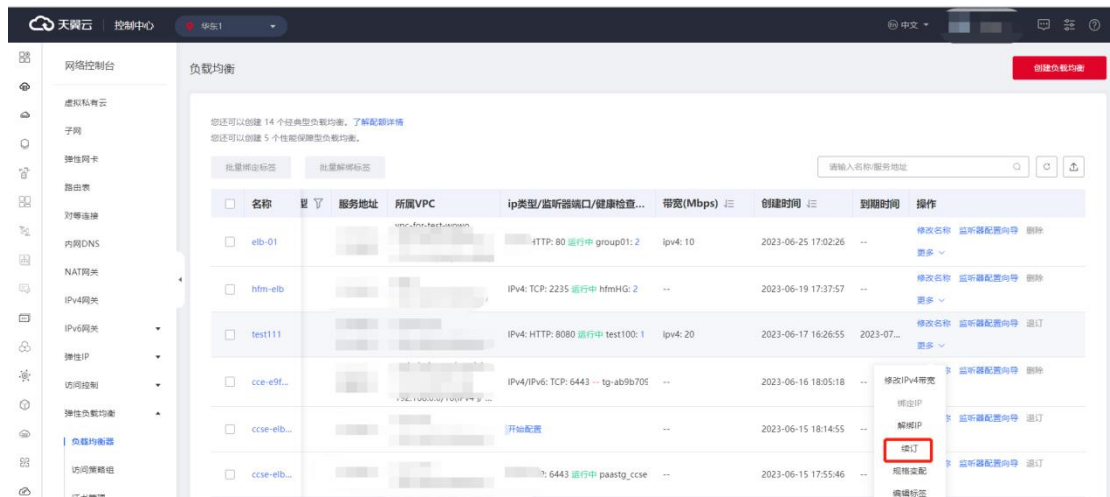 天翼云 控制中心 华东1 中文
网络控制台
虚拟私有云
子网
弹性网卡
路由表
对等连接
内网DNS
NAT网关
IPv4网关
IPv6网关
弹性IP
访问控制
弹性负载均衡
负载均衡器
访问策略组
负载均衡 创建负载均衡
您还可以创建 14 个经典型负载均衡。了解配额详情
您还可以创建 5 个性能保障型负载均衡。
批量绑定标签 批量解绑标签 请输入名称/服务地址
名称 型 服务地址 所属VPC ip类型/监听器端口/健康检查... 带宽(Mbps) 创建时间 到期时间 操作
vpc-for-test-wowo
elb-01 HTTP: 80 运行中 group01: 2 ipv4: 10 2023-06-25 17:02:26 -- 修改名称 监听器配置向导 删除
更多
hfm-elb IPv4: TCP: 2235 运行中 hfmHG: 2 -- 2023-06-19 17:37:57 -- 修改名称 监听器配置向导 删除
更多
test111 IPv4: HTTP: 8080 运行中 test100: 1 ipv4: 20 2023-06-17 16:26:55 2023-07... 修改名称 监听器配置向导 退订
更多
cce-e9f... IPv4/IPv6: TCP: 6443 -- tg-ab9b709 -- 2023-06-16 18:05:18 -- 监听器配置向导 删除
ccse-elb... 开始配置 -- 2023-06-15 18:14:55 -- 监听器配置向导 退订
ccse-elb... 6443 运行中 paastg_ccse -- 2023-06-15 17:55:46 -- 监听器配置向导 退订
修改IPv4带宽
绑定IP
解绑IP
续订
规格变配
编辑标签